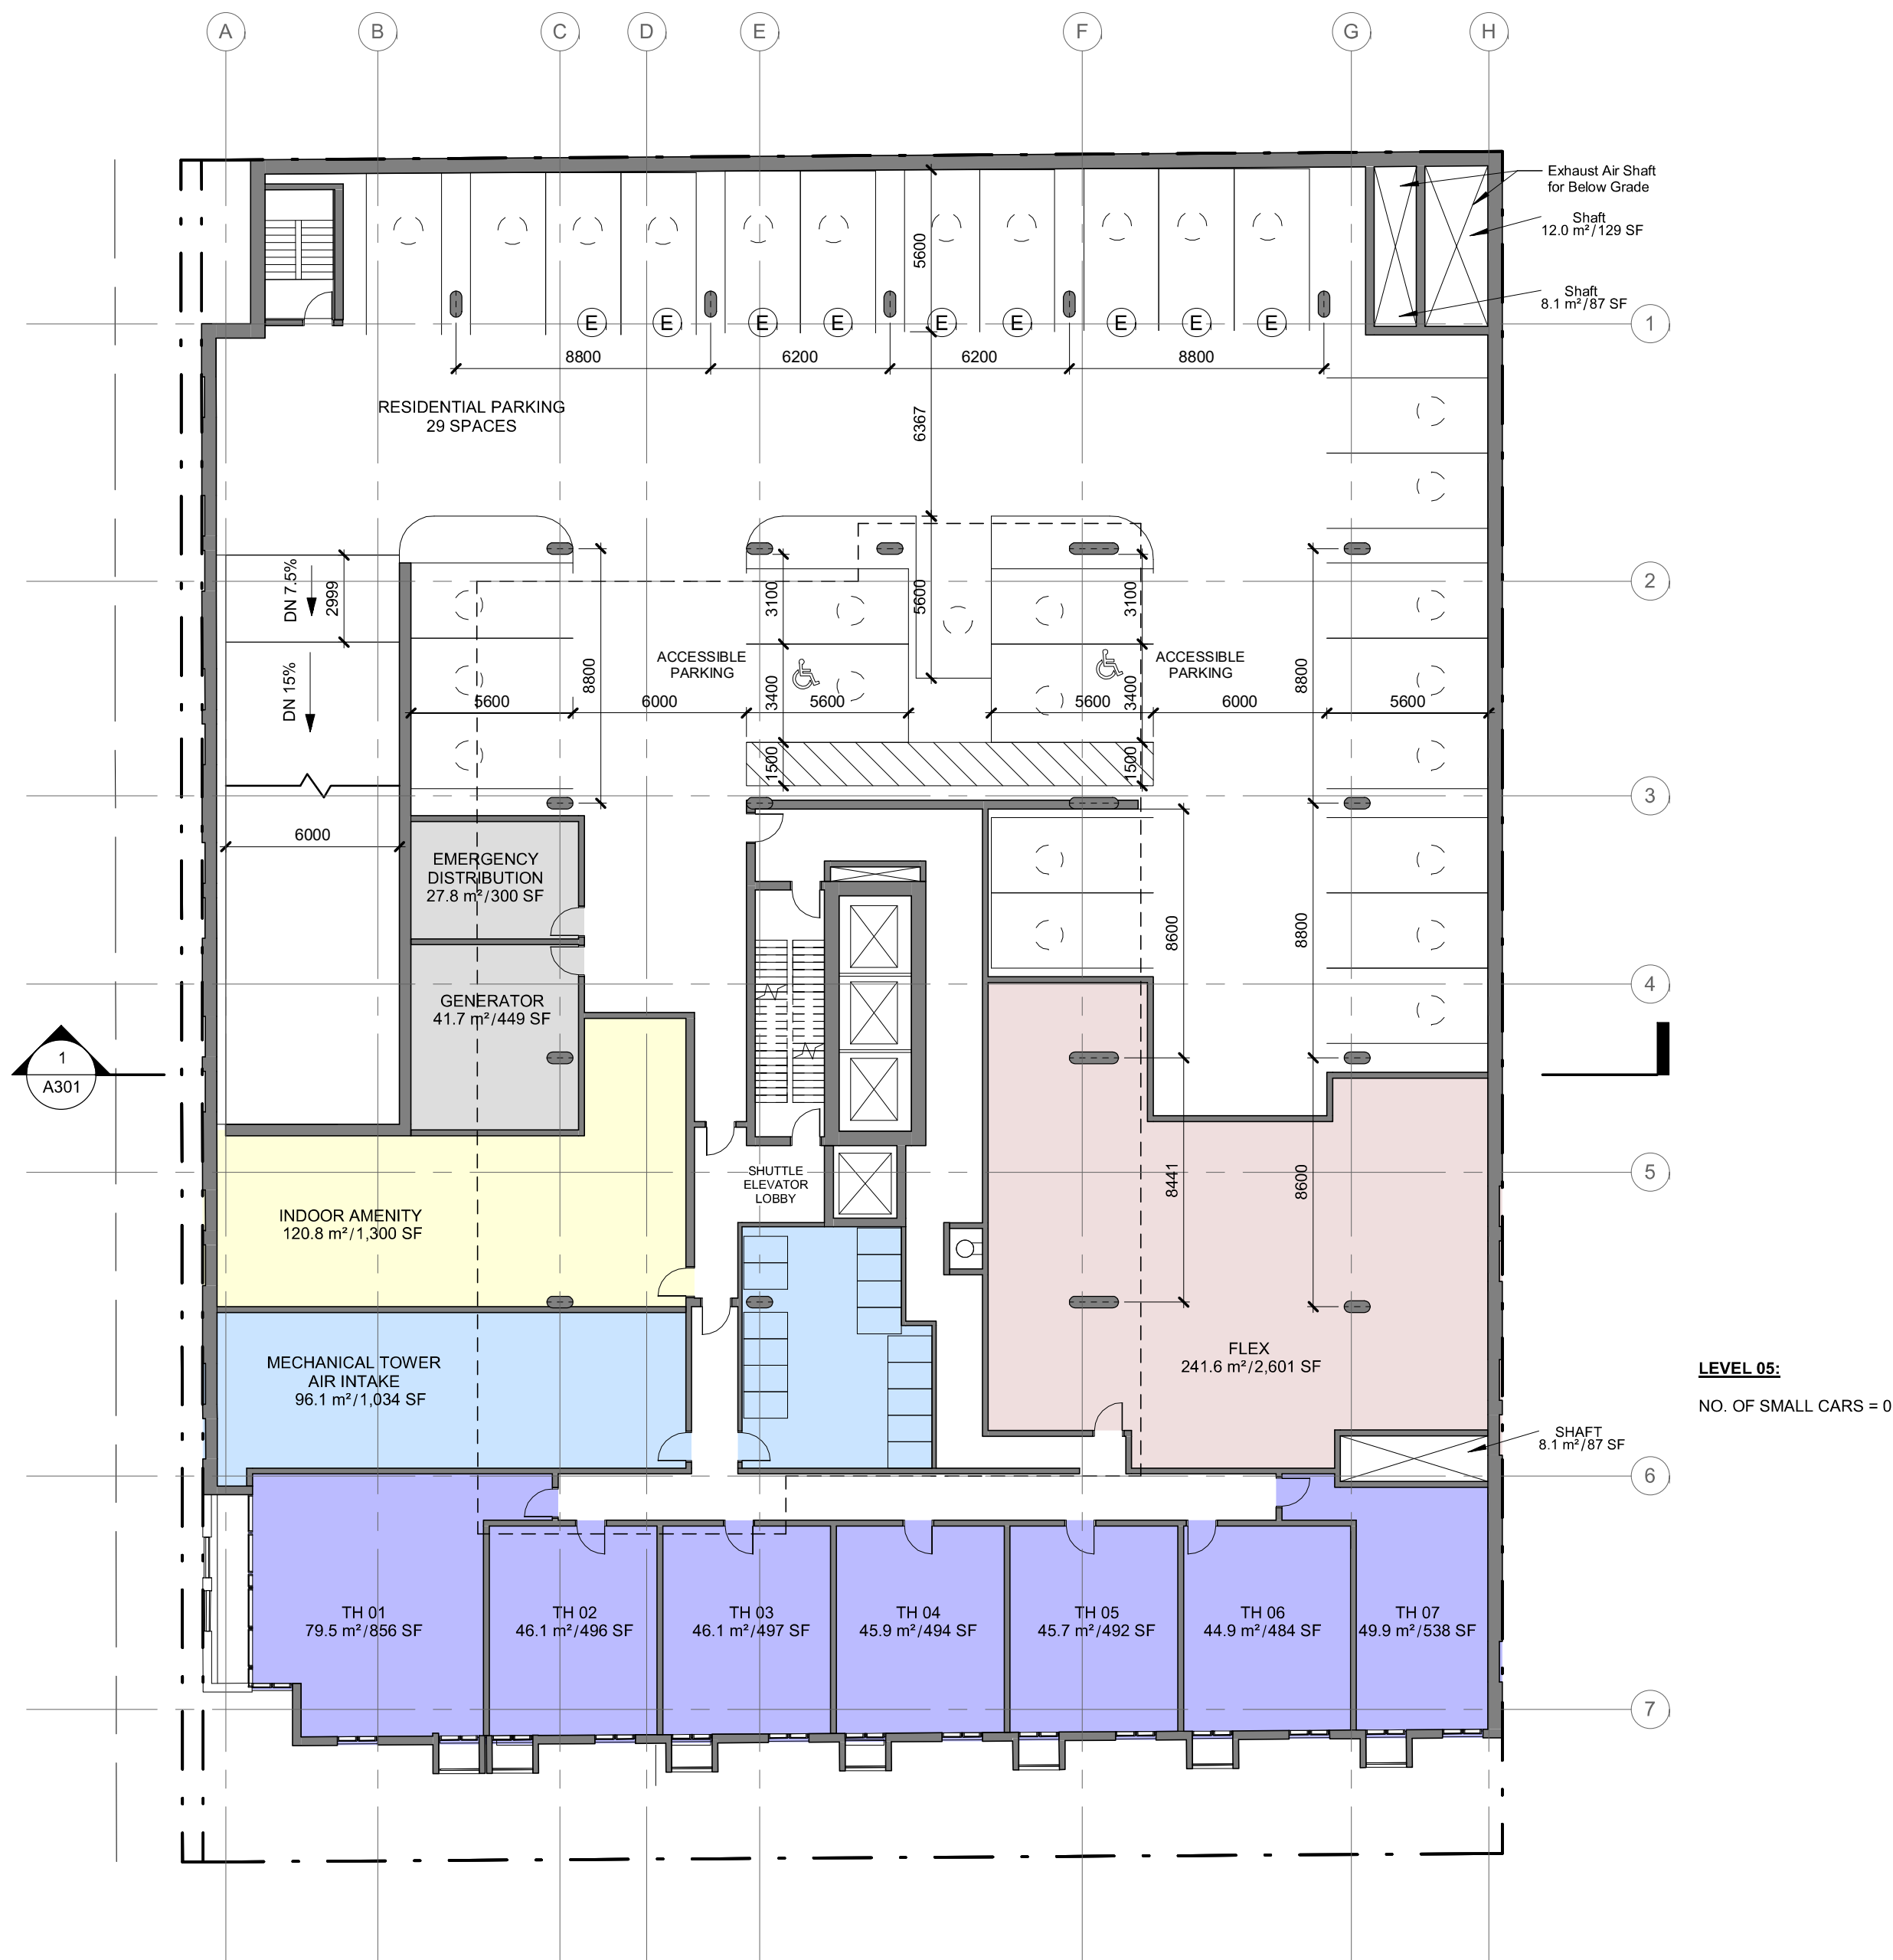 A B C D E F G H
Exhaust Air Shaft
for Below Grade
Shaft
12.0 m²/129 SF
Shaft
8.1 m²/87 SF
5600
E E E E E E E E E
1
8800 6200 6200 8800
RESIDENTIAL PARKING
29 SPACES
6367
DN 7.5%
2999
3100
5600
3100
2
ACCESSIBLE
PARKING
ACCESSIBLE
PARKING
DN 15%
8800
3400
3400
8800
5600 6000 5600 5600 6000 5600
1500
1500
3
6000
EMERGENCY
DISTRIBUTION
27.8 m²/300 SF
8600
8800
4
GENERATOR
41.7 m²/449 SF
1
A301
SHUTTLE
ELEVATOR
LOBBY
8441
8600
5
INDOOR AMENITY
120.8 m²/1,300 SF
FLEX
241.6 m²/2,601 SF
MECHANICAL TOWER
AIR INTAKE
96.1 m²/1,034 SF
LEVEL 05:
NO. OF SMALL CARS = 0
SHAFT
8.1 m²/87 SF
6
TH 01
79.5 m²/856 SF
TH 02
46.1 m²/496 SF
TH 03
46.1 m²/497 SF
TH 04
45.9 m²/494 SF
TH 05
45.7 m²/492 SF
TH 06
44.9 m²/484 SF
TH 07
49.9 m²/538 SF
7